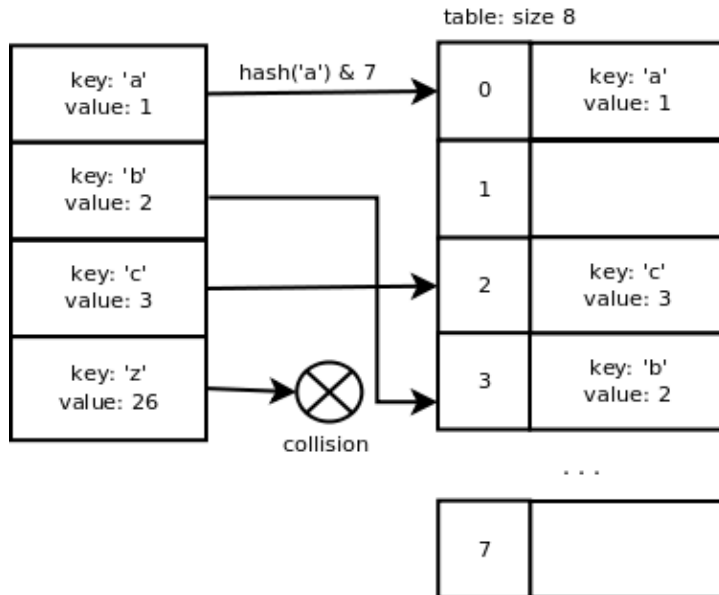 table: size 8
key: 'a'
value: 1
hash('a') & 7
0
key: 'a'
value: 1
key: 'b'
value: 2
1
key: 'c'
value: 3
2
key: 'c'
value: 3
key: 'z'
value: 26
collision
3
key: 'b'
value: 2
. . .
7